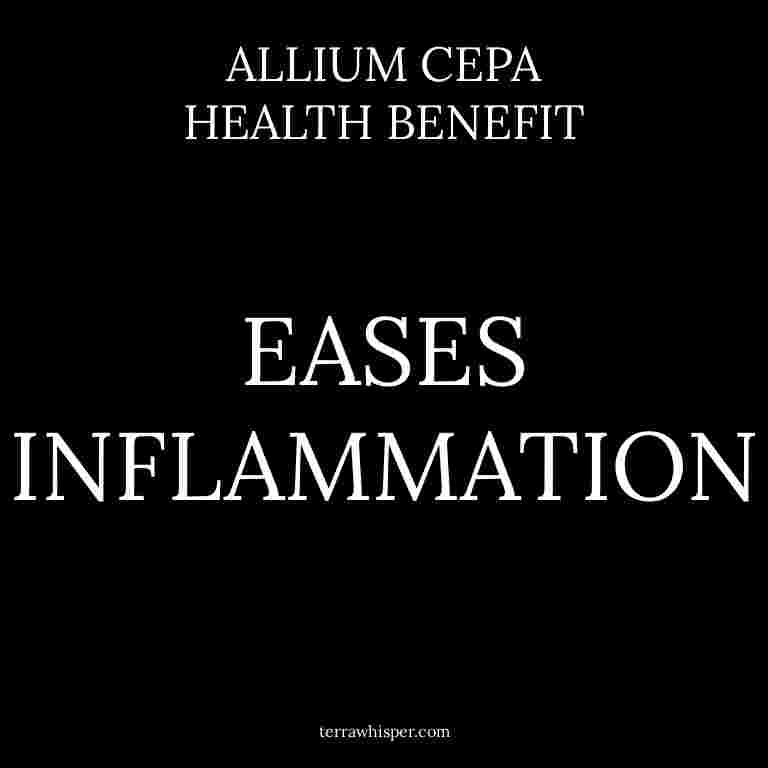 ALLIUM CEPA
HEALTH BENEFIT
EASES
INFLAMMATION
terrawhisper.com